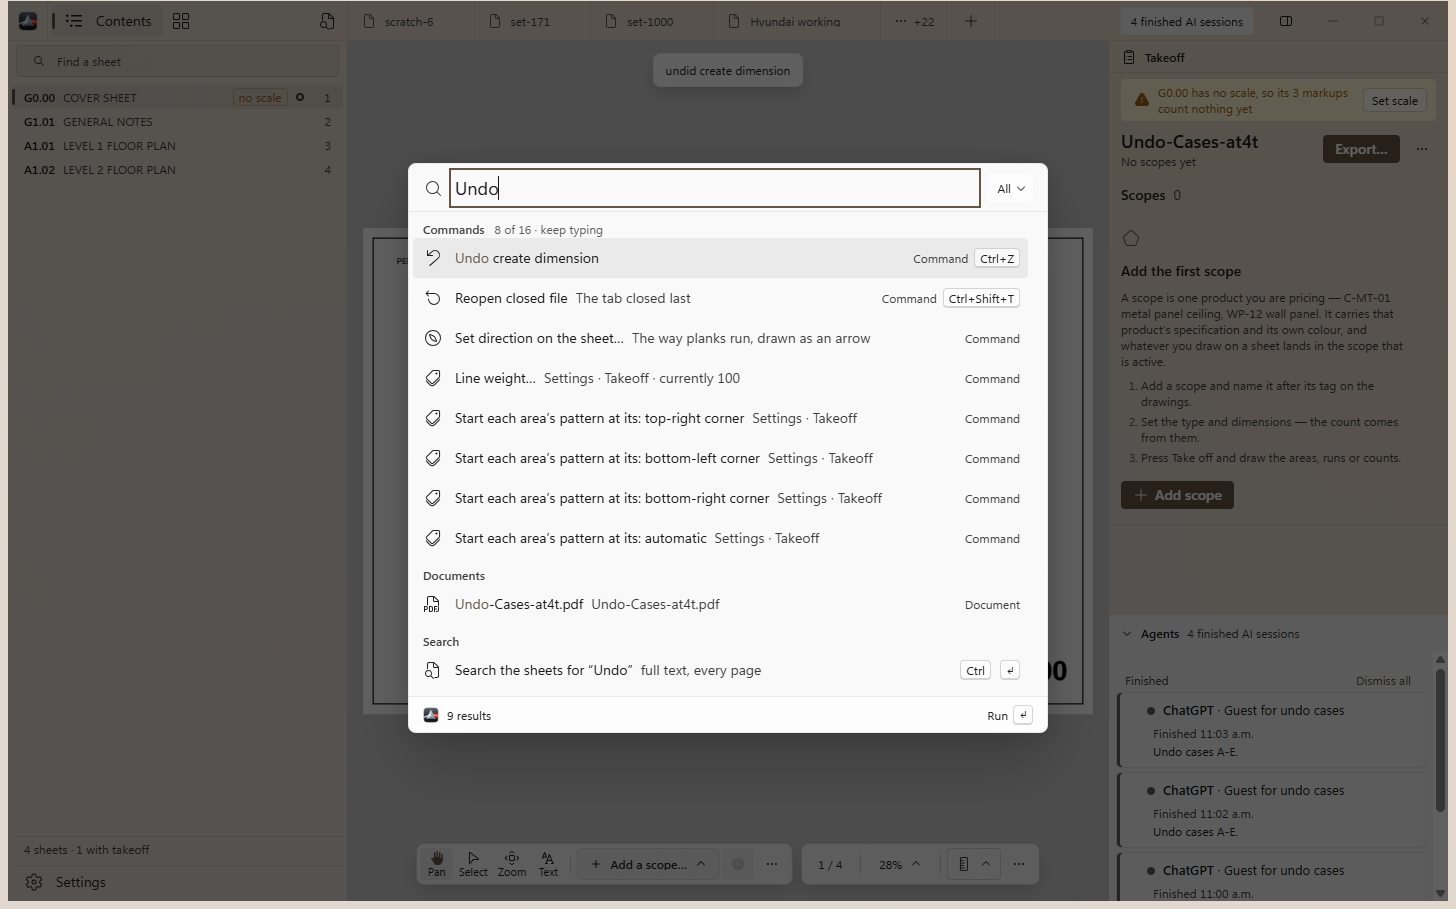 Contents
scratch-6
set-171
set-1000
Hyundai working
··· +22
4 finished AI sessions
Find a sheet
undid create dimension
Takeoff
G0.00 COVER SHEET no scale 1
G1.01 GENERAL NOTES 2
A1.01 LEVEL 1 FLOOR PLAN 3
A1.02 LEVEL 2 FLOOR PLAN 4
G0.00 has no scale, so its 3 markups
count nothing yet
Set scale
Undo-Cases-at4t
No scopes yet
Export...
Scopes 0
Add the first scope
A scope is one product you are pricing — C-MT-01
metal panel ceiling, WP-12 wall panel. It carries that
product's specification and its own colour, and
whatever you draw on a sheet lands in the scope that
is active.
1. Add a scope and name it after its tag on the
drawings.
2. Set the type and dimensions — the count comes
from them.
3. Press Take off and draw the areas, runs or counts.
+ Add scope
Undo
All
Commands 8 of 16 · keep typing
Undo create dimension Command Ctrl+Z
Reopen closed file The tab closed last Command Ctrl+Shift+T
Set direction on the sheet... The way planks run, drawn as an arrow Command
Line weight... Settings · Takeoff · currently 100 Command
Start each area's pattern at its: top-right corner Settings · Takeoff Command
Start each area's pattern at its: bottom-left corner Settings · Takeoff Command
Start each area's pattern at its: bottom-right corner Settings · Takeoff Command
Start each area's pattern at its: automatic Settings · Takeoff Command
Documents
PDF Undo-Cases-at4t.pdf Undo-Cases-at4t.pdf Document
Search
Search the sheets for “Undo” full text, every page Ctrl ↵
9 results
Run ↵
Agents 4 finished AI sessions
Finished
Dismiss all
ChatGPT · Guest for undo cases
Finished 11:03 a.m.
Undo cases A-E.
ChatGPT · Guest for undo cases
Finished 11:02 a.m.
Undo cases A-E.
ChatGPT · Guest for undo cases
Finished 11:00 a.m.
4 sheets · 1 with takeoff
Settings
Pan
Select
Zoom
Text
+ Add a scope...
1 / 4
28%